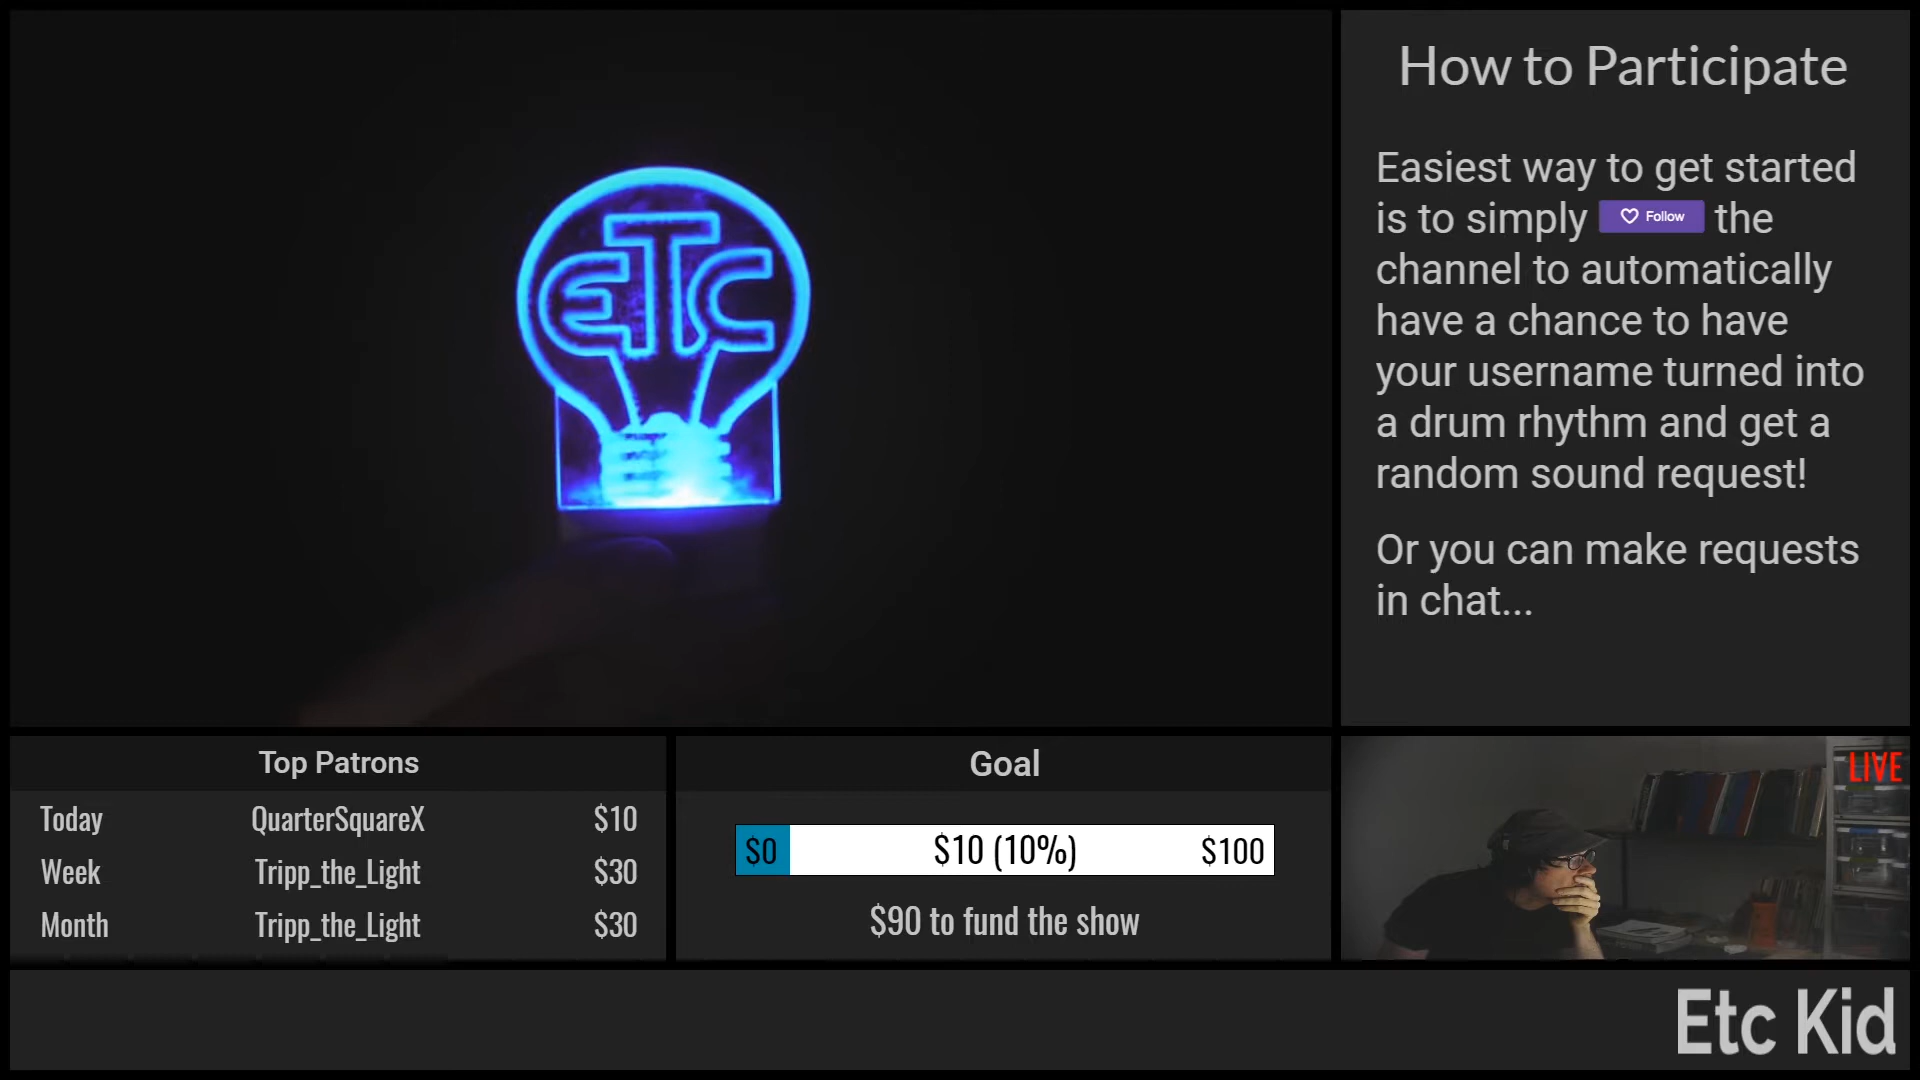 ETC
How to Participate
Easiest way to get started
is to simply Follow the
channel to automatically
have a chance to have
your username turned into
a drum rhythm and get a
random sound request!
Or you can make requests
in chat...
Top Patrons
Today QuarterSquareX $10
Week Tripp_the_Light $30
Month Tripp_the_Light $30
Goal
$0 $10 (10%) $100
$90 to fund the show
LIVE
Etc Kid